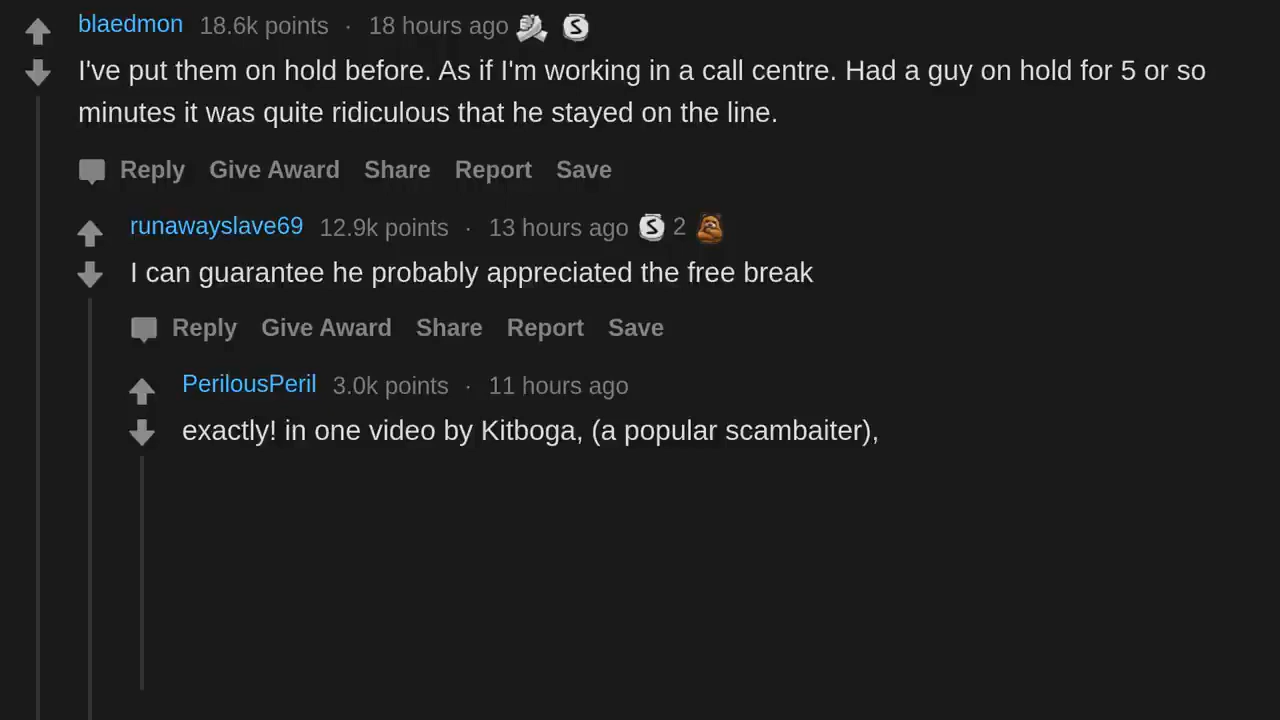 blaedmon 18.6k points · 18 hours ago
I've put them on hold before. As if I'm working in a call centre. Had a guy on hold for 5 or so
minutes it was quite ridiculous that he stayed on the line.
Reply Give Award Share Report Save
runawayslave69 12.9k points · 13 hours ago S 2
I can guarantee he probably appreciated the free break
Reply Give Award Share Report Save
PerilousPeril 3.0k points · 11 hours ago
exactly! in one video by Kitboga, (a popular scambaiter),